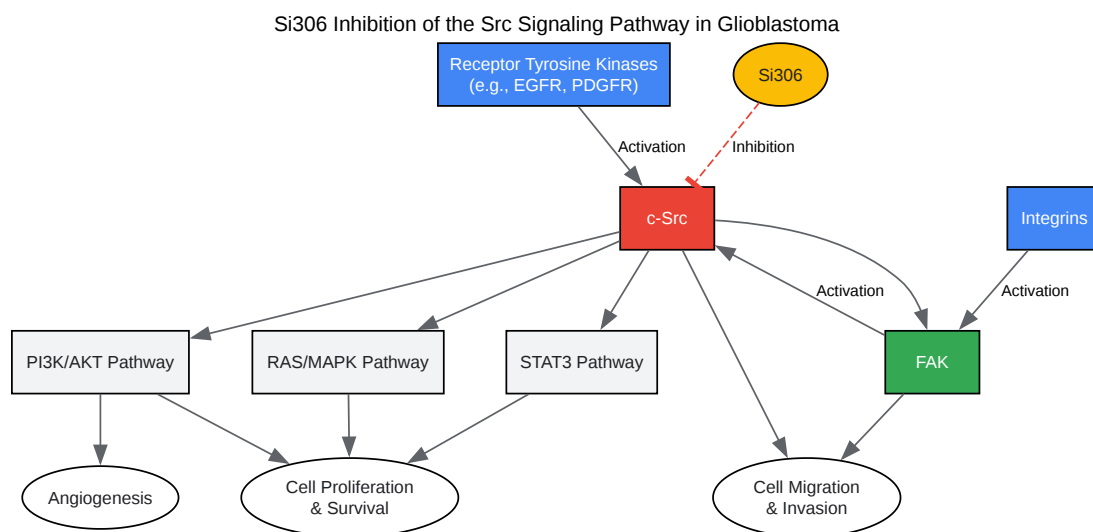 Si306 Inhibition of the Src Signaling Pathway in Glioblastoma
Receptor Tyrosine Kinases
(e.g., EGFR, PDGFR)
Si306
Activation
Inhibition
c-Src
Integrins
Activation
Activation
PI3K/AKT Pathway
RAS/MAPK Pathway
STAT3 Pathway
FAK
Angiogenesis
Cell Proliferation
& Survival
Cell Migration
& Invasion